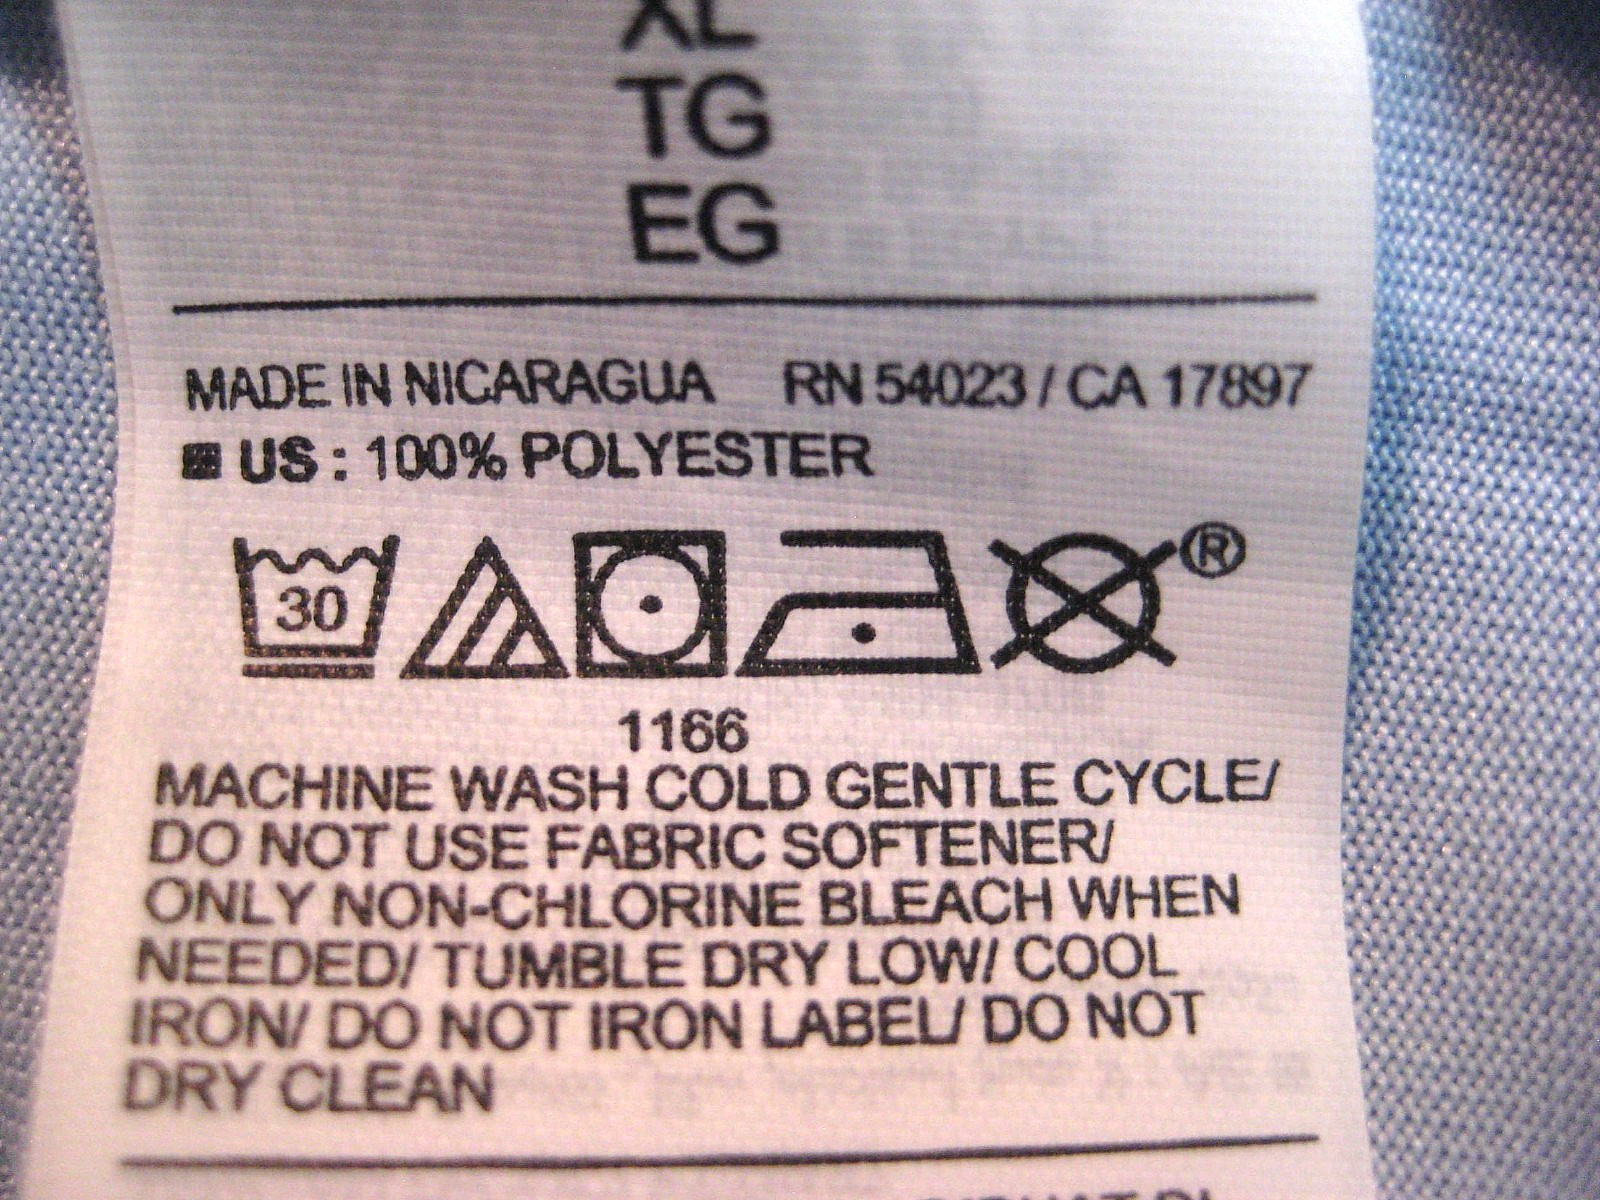 XL
TG
EG
MADE IN NICARAGUA RN 54023 / CA 17897
US : 100% POLYESTER
30
®
1166
MACHINE WASH COLD GENTLE CYCLE/
DO NOT USE FABRIC SOFTENER/
ONLY NON-CHLORINE BLEACH WHEN
NEEDED/ TUMBLE DRY LOW/ COOL
IRON/ DO NOT IRON LABEL/ DO NOT
DRY CLEAN